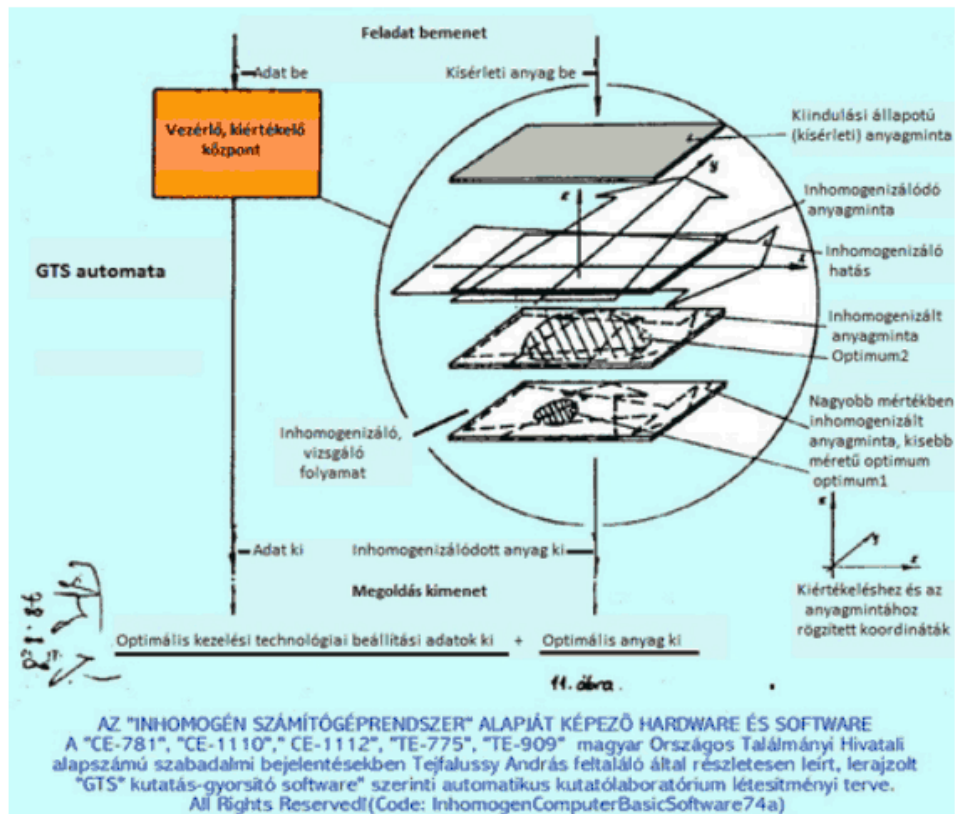 Feladat bemenet
Adat be
Kísérleti anyag be
Vezérlő, kiértékelő
központ
Kiindulási állapotú
(kísérleti) anyagminta
Inhomogenizálódó
anyagminta
Inhomogenizáló
hatás
GTS automata
Inhomogenizált
anyagminta
Optimum2
Nagyobb mértékben
inhomogenizált
anyagminta, kisebb
méretű optimum
optimum1
Inhomogenizáló,
vizsgáló
folyamat
Adat ki
Inhomogenizálódott anyag ki
Megoldás kimenet
Kiértékeléshez és az
anyagmintához
rögzített koordináták
Optimális kezelési technológiai beállítási adatok ki + Optimális anyag ki
11. ábra.
AZ "INHOMOGÉN SZÁMÍTÓGÉPRENDSZER" ALAPJÁT KÉPEZŐ HARDWARE ÉS SOFTWARE
A "CE-781", "CE-1110"," CE-1112", "TE-775", "TE-909" magyar Országos Találmányi Hivatali
alapszámú szabadalmi bejelentésekben Tejfalussy András feltaláló által részletesen leírt, lerajzolt
"GTS" kutatás-gyorsító software" szerinti automatikus kutatólaboratórium létesítményi terve.
All Rights Reserved!(Code: InhomogenComputerBasicSoftware74a)